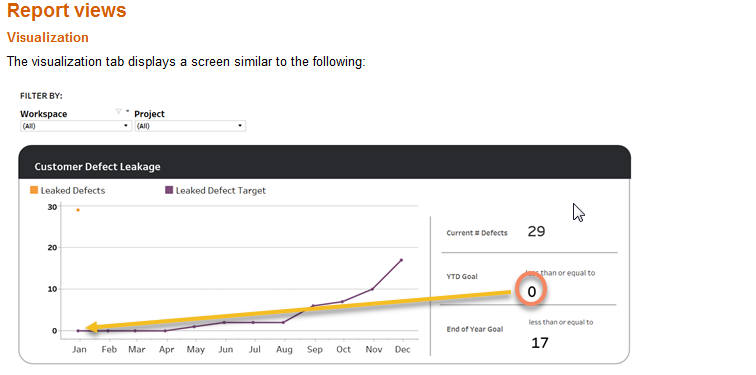 Report views
Visualization
The visualization tab displays a screen similar to the following:
FILTER BY:
Workspace Project
(All) (All)
Customer Defect Leakage
Leaked Defects Leaked Defect Target
30
20
10
0
Jan Feb Mar Apr May Jun Jul Aug Sep Oct Nov Dec
Current # Defects 29
YTD Goal
less than or equal to
0
End of Year Goal
less than or equal to
17